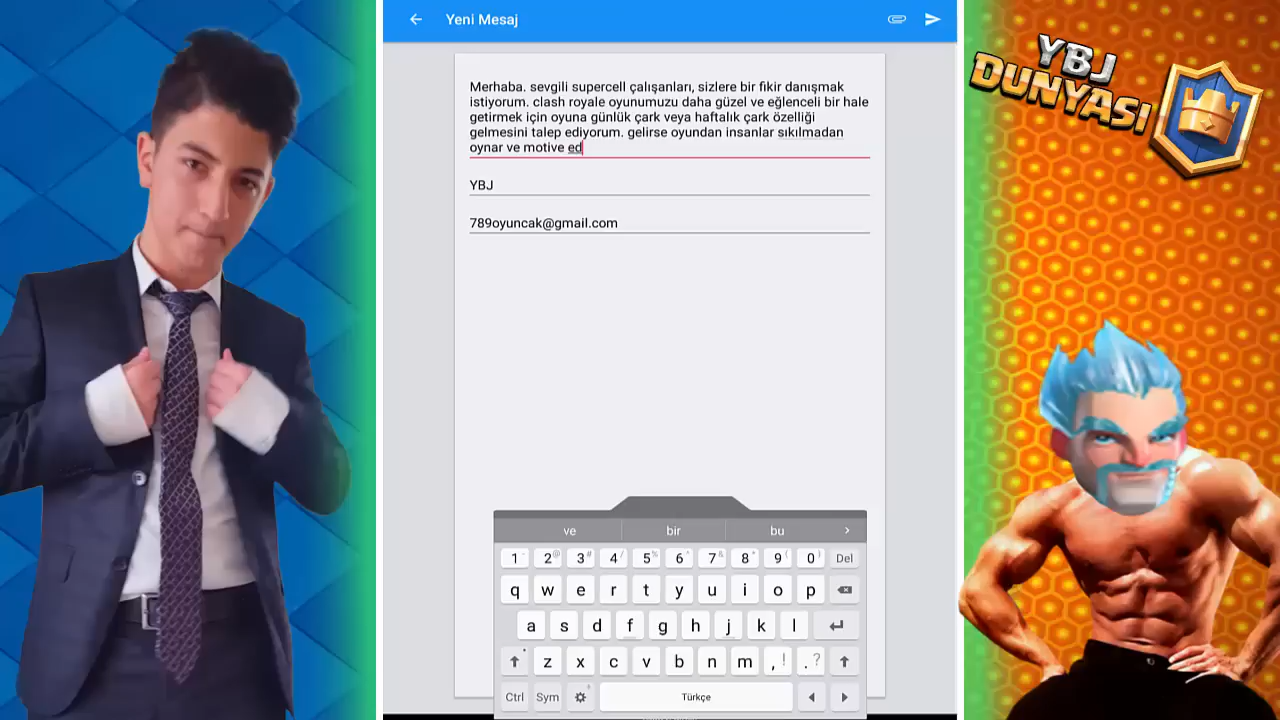 Yeni Mesaj
YBJ
DUNYASI
Merhaba. sevgili supercell çalışanları, sizlere bir fikir danışmak
istiyorum. clash royale oyunumuzu daha güzel ve eğlenceli bir hale
getirmek için oyuna günlük çark veya haftalık çark özelliği
gelmesini talep ediyorum. gelirse oyundan insanlar sıkılmadan
oynar ve motive ed
YBJ
789oyuncak@gmail.com
ve bir bu >
1 - 2 @ 3 # 4 / 5 % 6 ^ 7 & 8 * 9 ( 0 ) Del
q w e r t y u i o p
a s d f g h j k l
z x c v b n m , ! . ?
Ctrl Sym Türkçe